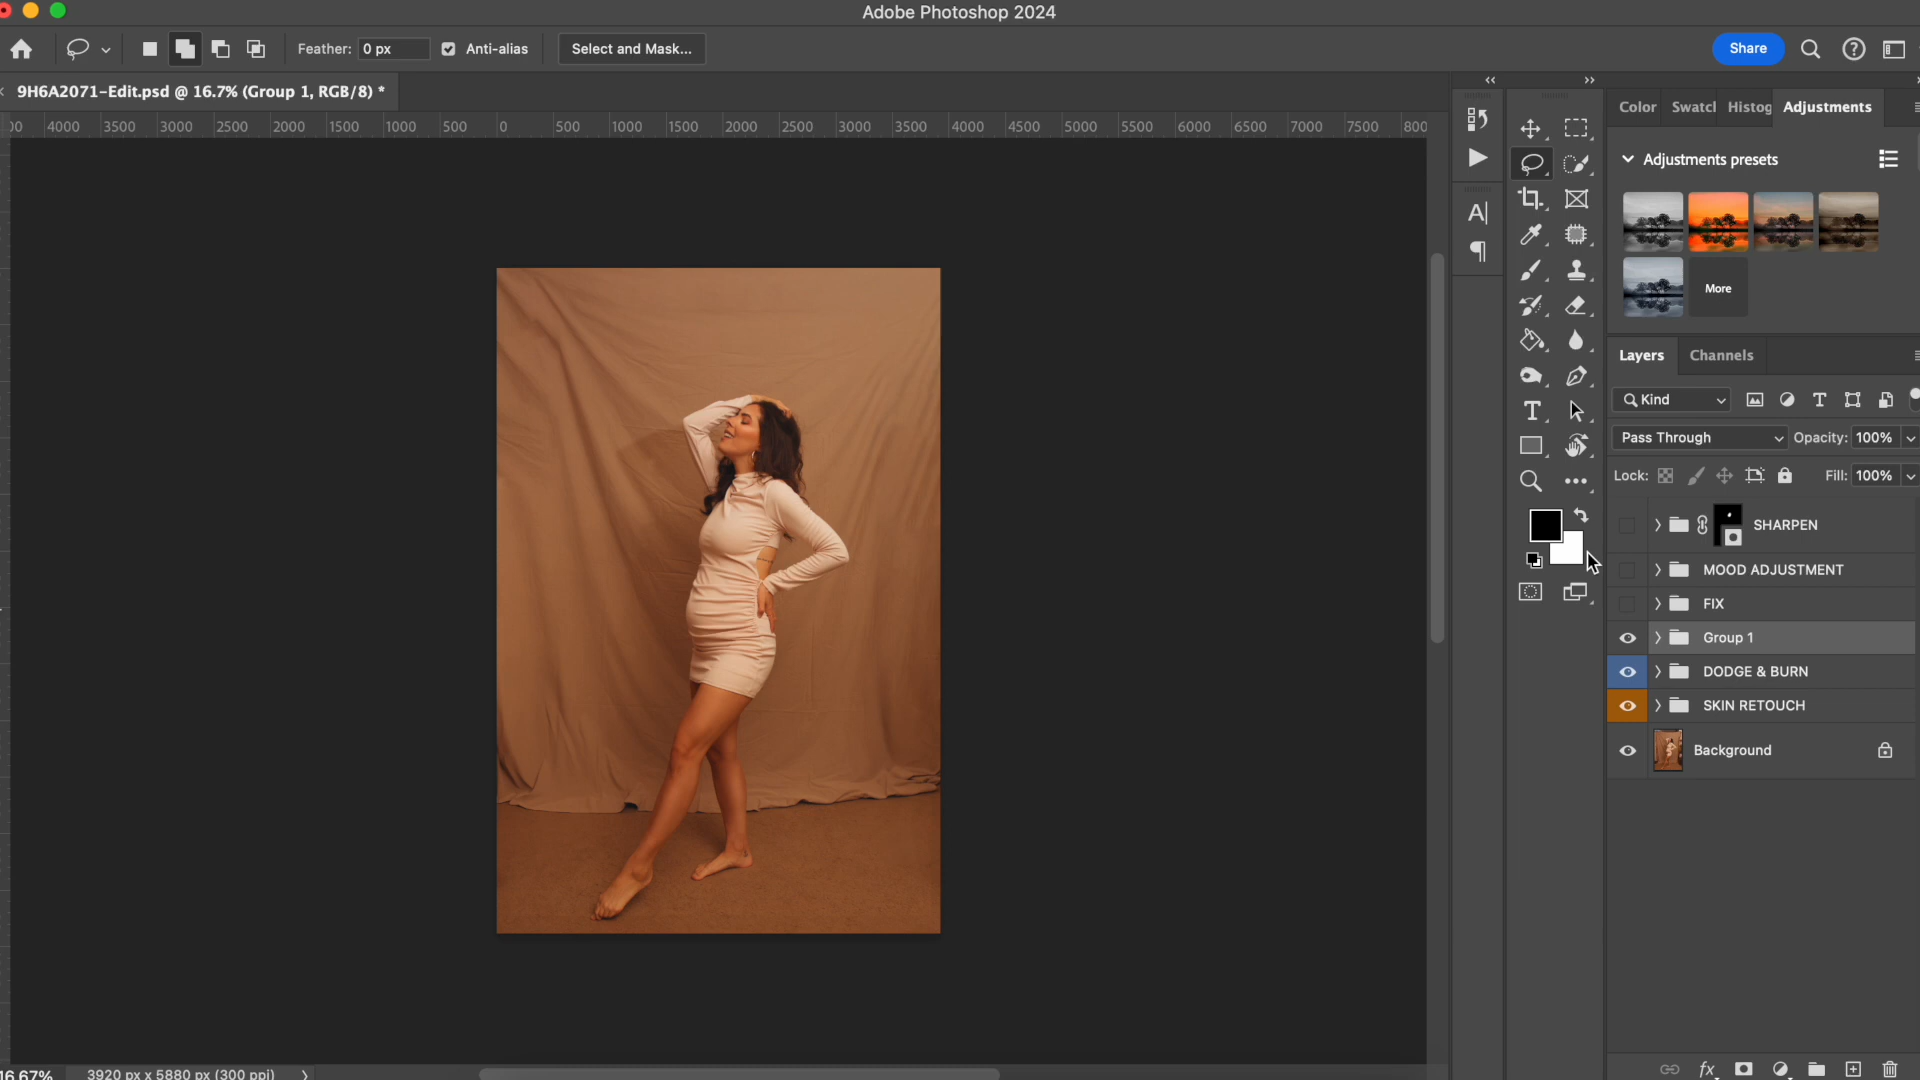 Adobe Photoshop 2024
Feather: 0 px Anti-alias Select and Mask... Share
9H6A2071-Edit.psd @ 16.7% (Group 1, RGB/8) *
4000 3500 3000 2500 2000 1500 1000 500 0 500 1000 1500 2000 2500 3000 3500 4000 4500 5000 5500 6000 6500 7000 7500 800
Color Swatcl Histog Adjustments
Adjustments presets
More
Layers Channels
Kind
Pass Through Opacity: 100%
Lock: Fill: 100%
SHARPEN
MOOD ADJUSTMENT
FIX
Group 1
DODGE & BURN
SKIN RETOUCH
Background
16.67% 3920 px x 5880 px (300 ppi)
fx